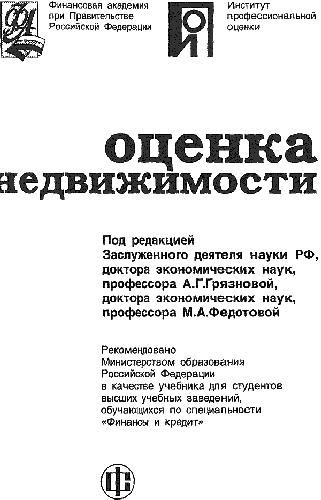 Финансовая академия
при Правительстве
Российской Федерации
Институт
профессиональной
оценки
оценка
недвижимости
Под редакцией
Заслуженного деятеля науки РФ,
доктора экономических наук,
профессора А.Г.Грязновой,
доктора экономических наук,
профессора М.А.Федотовой
Рекомендовано
Министерством образования
Российской Федерации
в качестве учебника для студентов
высших учебных заведений,
обучающихся по специальности
«Финансы и кредит»